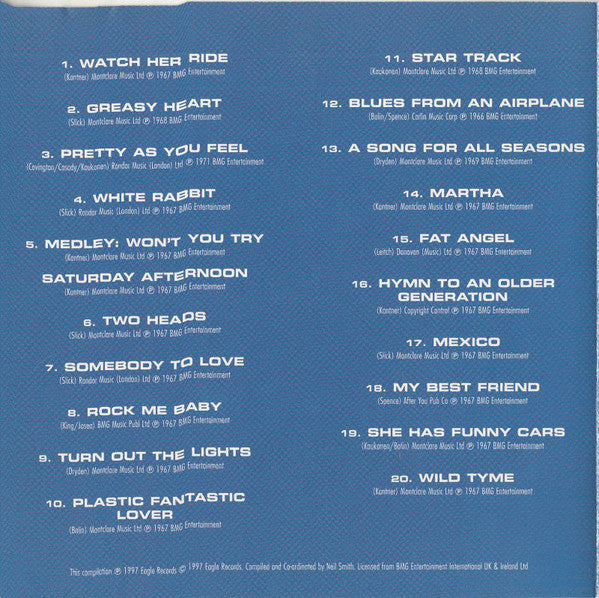 1. WATCH HER RIDE
(Kantner) Montclare Music Ltd ℗ 1967 BMG Entertainment
2. GREASY HEART
(Slick) Montclare Music Ltd ℗ 1968 BMG Entertainment
3. PRETTY AS YOU FEEL
(Covington/Casady/Kaukonen) Rondor Music (London) Ltd ℗ 1971 BMG Entertainment
4. WHITE RABBIT
(Slick) Rondor Music (London) Ltd ℗ 1967 BMG Entertainment
5. MEDLEY: WON'T YOU TRY
SATURDAY AFTERNOON
(Kantner) Montclare Music Ltd ℗ 1967 BMG Entertainment
6. TWO HEADS
(Slick) Montclare Music Ltd ℗ 1967 BMG Entertainment
7. SOMEBODY TO LOVE
(Slick) Rondor Music (London) Ltd ℗ 1967 BMG Entertainment
8. ROCK ME BABY
(King/Josea) BMG Music Publ Ltd ℗ 1967 BMG Entertainment
9. TURN OUT THE LIGHTS
(Dryden) Montclare Music Ltd ℗ 1967 BMG Entertainment
10. PLASTIC FANTASTIC
LOVER
(Balin) Montclare Music Ltd ℗ 1967 BMG Entertainment
11. STAR TRACK
(Kaukonen) Montclare Music Ltd ℗ 1968 BMG Entertainment
12. BLUES FROM AN AIRPLANE
(Balin/Spence) Carlin Music Corp ℗ 1966 BMG Entertainment
13. A SONG FOR ALL SEASONS
(Dryden) Montclare Music Ltd ℗ 1969 BMG Entertainment
14. MARTHA
(Kantner) Montclare Music Ltd ℗ 1967 BMG Entertainment
15. FAT ANGEL
(Leitch) Donovan (Music) Ltd ℗ 1967 BMG Entertainment
16. HYMN TO AN OLDER
GENERATION
(Kantner) Copyright Control ℗ 1967 BMG Entertainment
17. MEXICO
(Slick) Montclare Music Ltd ℗ 1967 BMG Entertainment
18. MY BEST FRIEND
(Spence) After You Pub Co ℗ 1967 BMG Entertainment
19. SHE HAS FUNNY CARS
(Kaukonen/Balin) Montclare Music Ltd ℗ 1967 BMG Entertainment
20. WILD TYME
(Kantner) Montclare Music Ltd ℗ 1967 BMG Entertainment
This compilation ℗ 1997 Eagle Records © 1997 Eagle Records. Compiled and Co-ordinated by Neil Smith. Licensed from BMG Entertainment International UK & Ireland Ltd